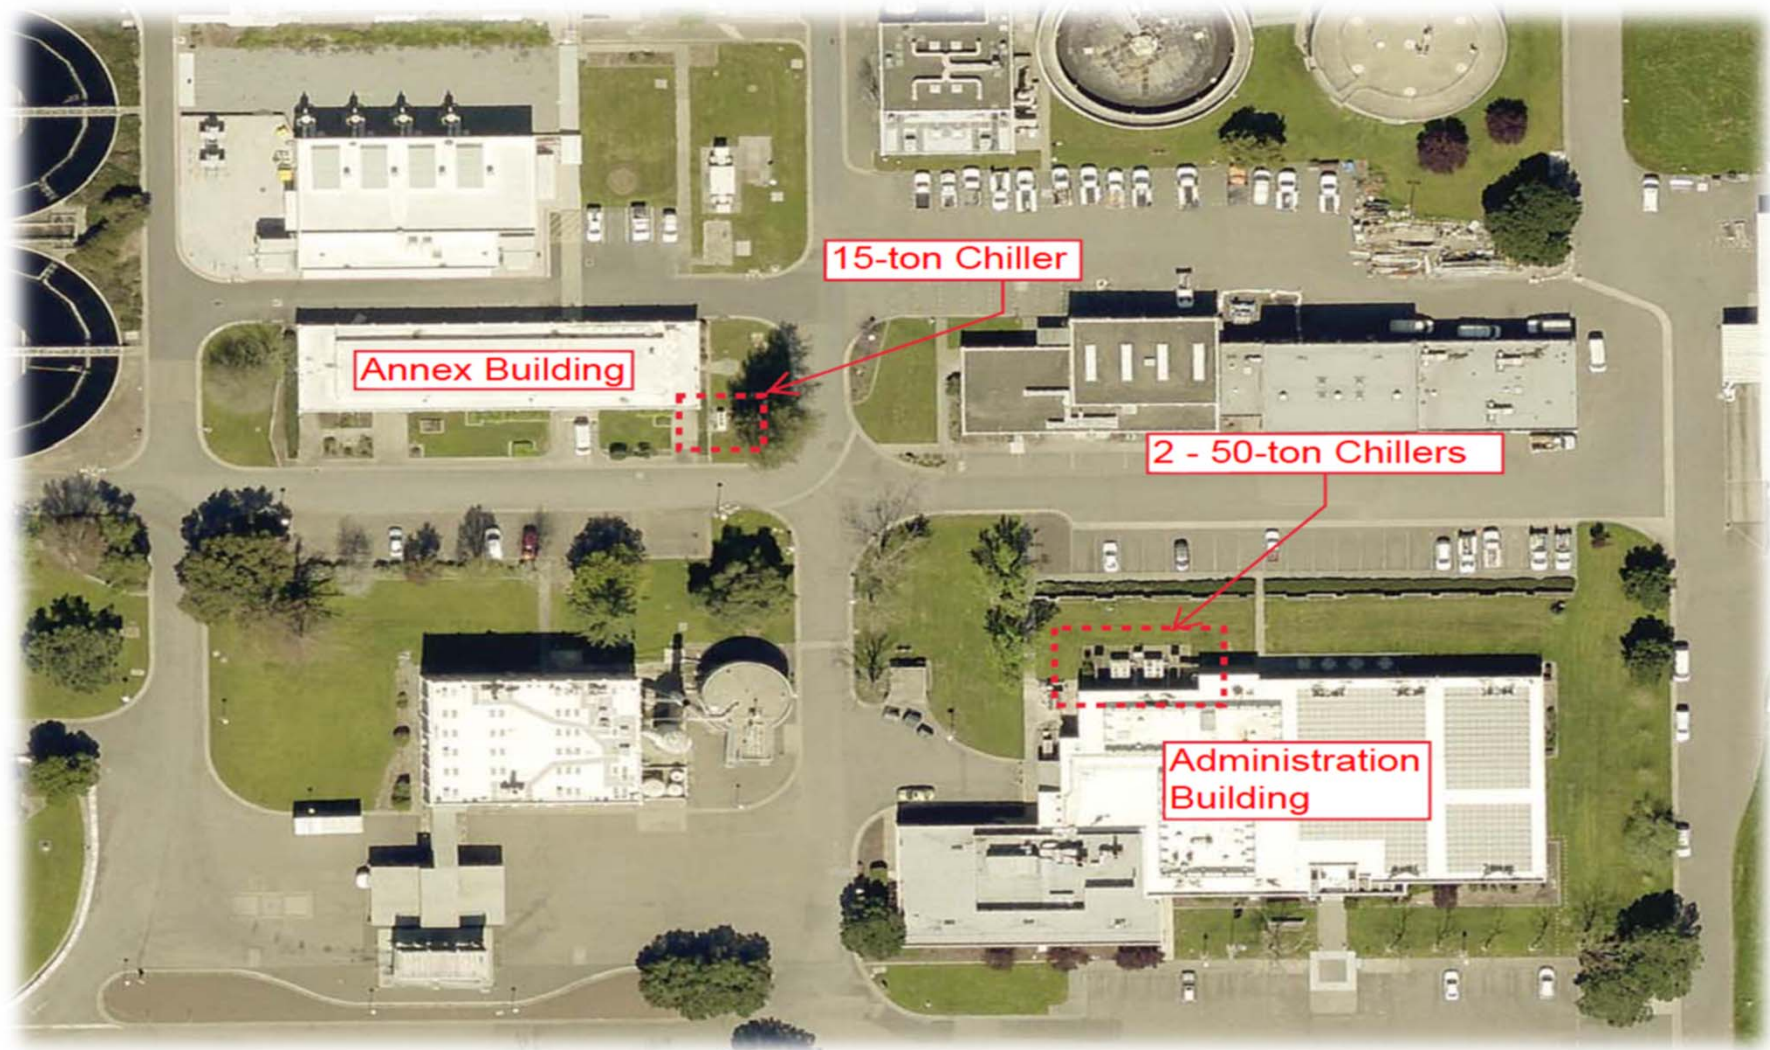 15-ton Chiller
Annex Building
2 - 50-ton Chillers
Administration
Building